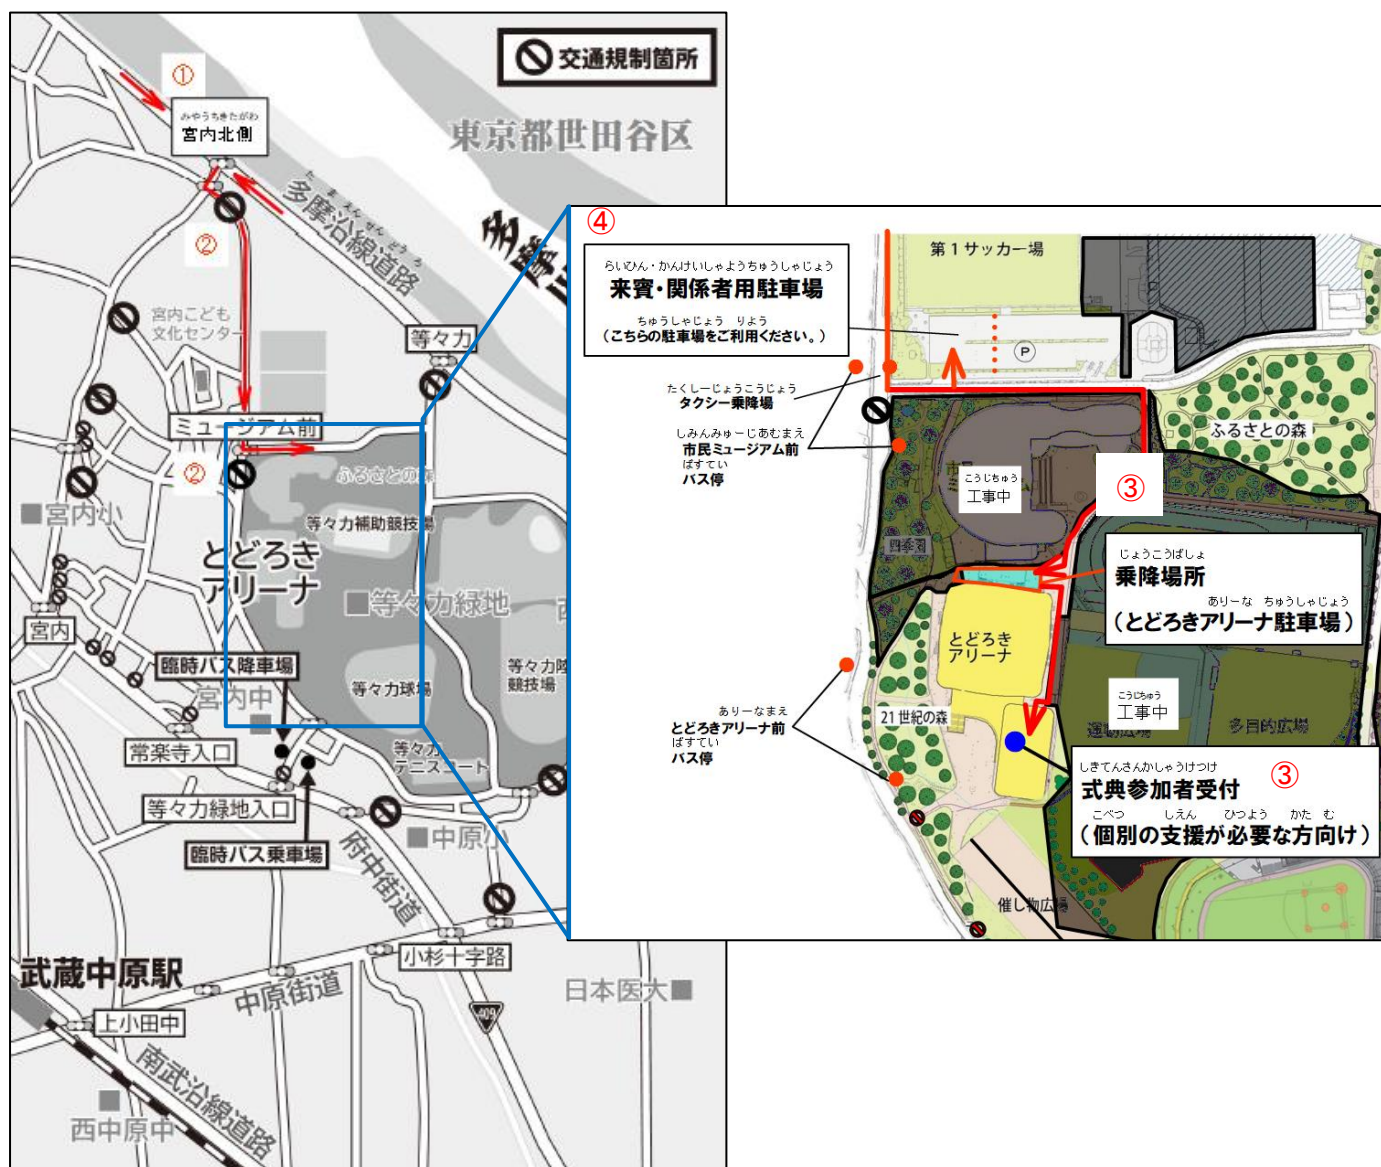 交通規制箇所
①
みやうちきたがわ
宮内北側
東京都世田谷区
たまえんせんどうろ
多摩沿線道路
多摩川
②
宮内こども
文化センター
等々力
ミュージアム前
②
ふるさとの森
宮内小
等々力補助競技場
とどろき
アリーナ
等々力緑地
宮内
臨時バス降車場
宮内中
等々力球場
等々力陸
競技場
常楽寺入口
等々力
テニスコート
等々力緑地入口
中原小
臨時バス乗車場
府中街道
小杉十字路
武蔵中原駅
中原街道
日本医大
409
上小田中
南武沿線道路
西中原中
④
らいひん・かんけいしゃようちゅうしゃじょう
来賓・関係者用駐車場
ちゅうしゃじょう りよう
(こちらの駐車場をご利用ください。)
第1サッカー場
P
たくしーじょうこうじょう
タクシー乗降場
しみんみゅーじあむまえ
市民ミュージアム前
ばすてい
バス停
ふるさとの森
こうじちゅう
工事中
③
四季園
じょうこうばしょ
乗降場所
ありーな ちゅうしゃじょう
(とどろきアリーナ駐車場)
とどろき
アリーナ
こうじちゅう
工事中
21世紀の森
運動広場
多目的広場
ありーなまえ
とどろきアリーナ前
ばすてい
バス停
しきてんさんかしゃうけつけ
式典参加者受付
③
こべつ しえん ひつよう かた む
(個別の支援が必要な方向け)
催し物広場